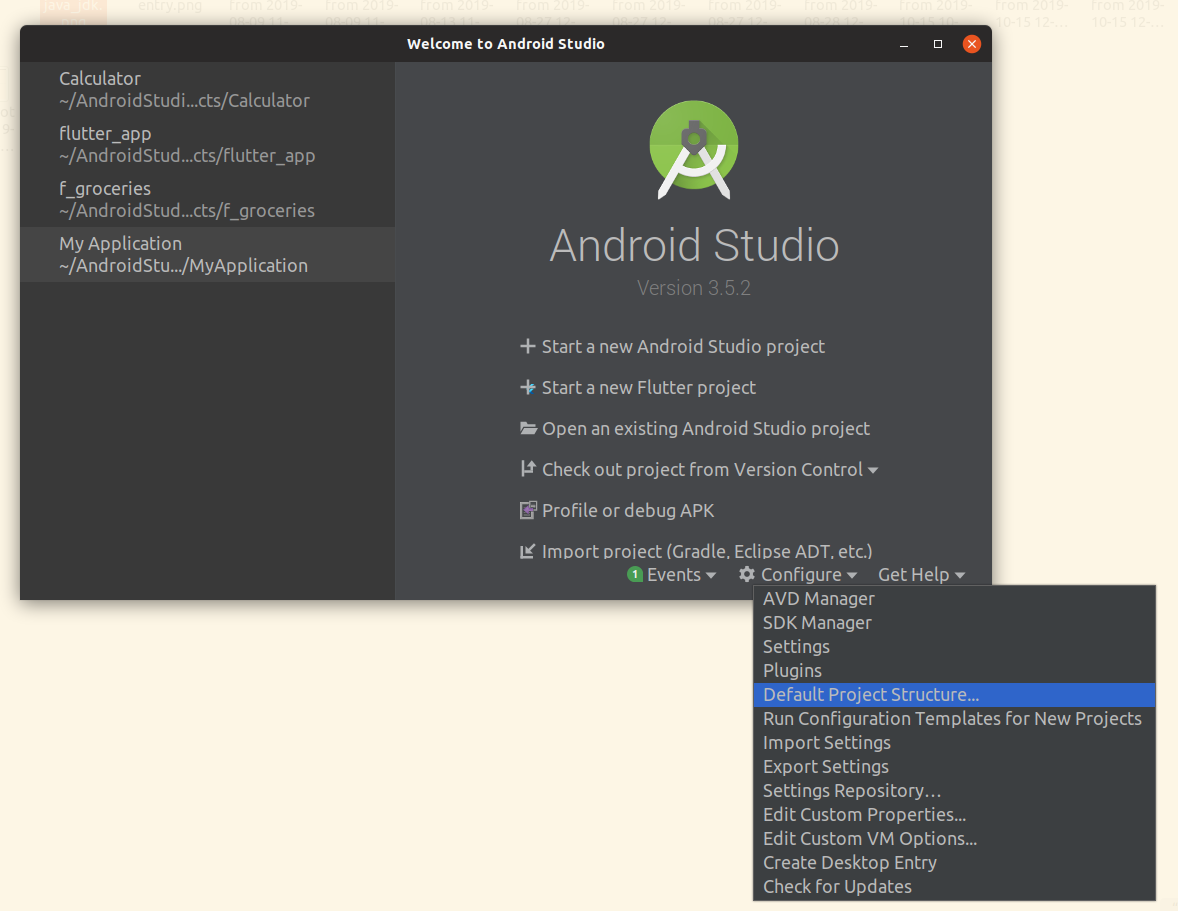 java_jok.
png
entry.png
from 2019-
from 2019-
from 2019-
from 2019-
from 2019-
from 2019-
from 2019-
from 2019-
from 2019-
from 2019-
08-09 11-
08-09 11-
08-13 11-
08-27 12-
08-27 12-
08-27 12-
08-28 12-
10-15 10-
10-15 12-...
10-15 12-...
Welcome to Android Studio
Calculator
~/AndroidStudi...cts/Calculator
flutter_app
~/AndroidStud...cts/flutter_app
f_groceries
~/AndroidStud...cts/f_groceries
My Application
~/AndroidStu.../MyApplication
Android Studio
Version 3.5.2
Start a new Android Studio project
Start a new Flutter project
Open an existing Android Studio project
Check out project from Version Control
Profile or debug APK
Import project (Gradle, Eclipse ADT, etc.)
1 Events Configure Get Help
AVD Manager
SDK Manager
Settings
Plugins
Default Project Structure...
Run Configuration Templates for New Projects
Import Settings
Export Settings
Settings Repository...
Edit Custom Properties...
Edit Custom VM Options...
Create Desktop Entry
Check for Updates